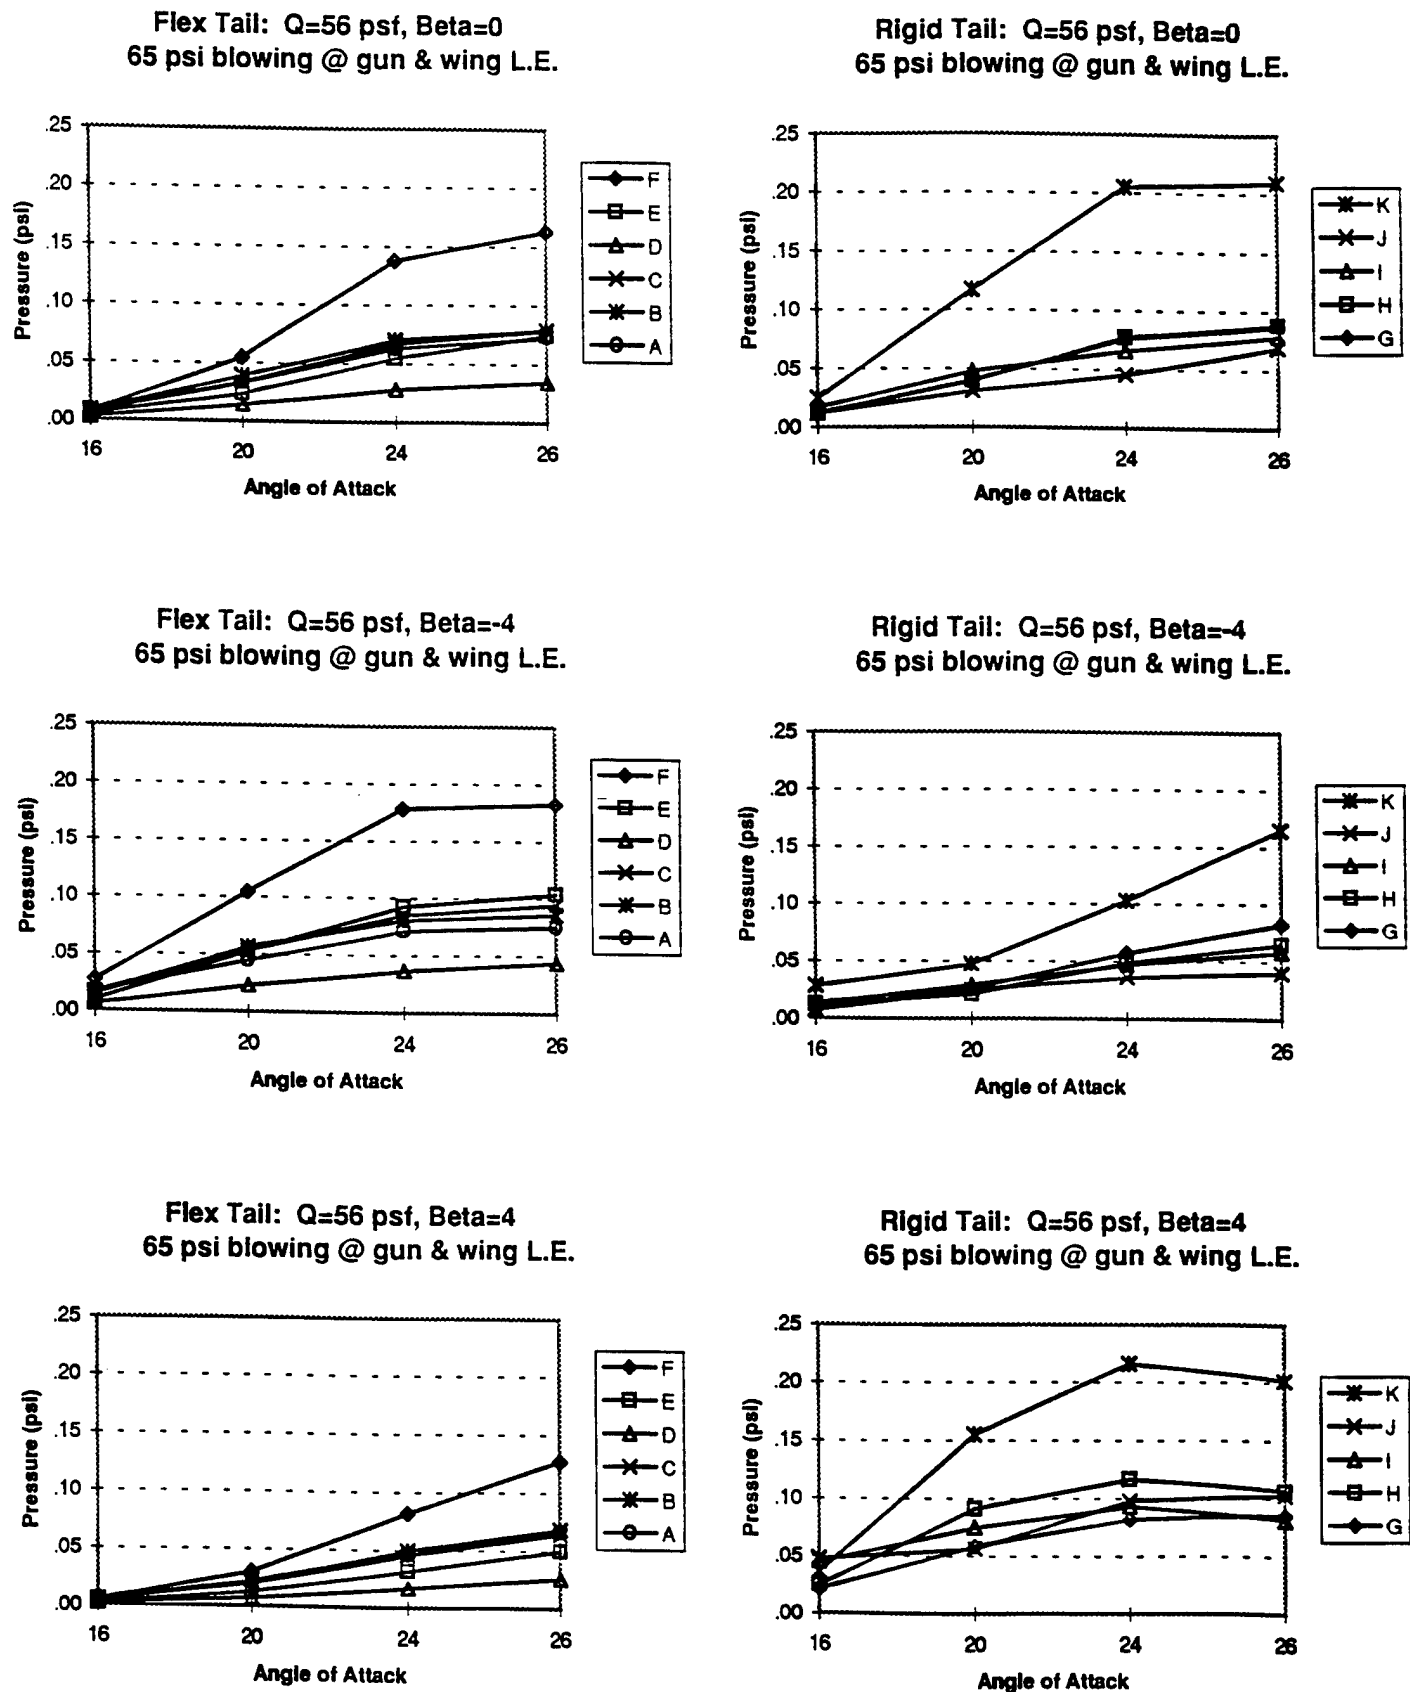 Flex Tail: Q=56 psf, Beta=0
65 psi blowing @ gun & wing L.E.
.25
.20
.15
.10
.05
.00
Pressure (psi)
16 20 24 26
Angle of Attack
F
E
D
C
B
A
Rigid Tail: Q=56 psf, Beta=0
65 psi blowing @ gun & wing L.E.
.25
.20
.15
.10
.05
.00
Pressure (psi)
16 20 24 26
Angle of Attack
K
J
I
H
G
Flex Tail: Q=56 psf, Beta=-4
65 psi blowing @ gun & wing L.E.
.25
.20
.15
.10
.05
.00
Pressure (psi)
16 20 24 26
Angle of Attack
F
E
D
C
B
A
Rigid Tail: Q=56 psf, Beta=-4
65 psi blowing @ gun & wing L.E.
.25
.20
.15
.10
.05
.00
Pressure (psi)
16 20 24 26
Angle of Attack
K
J
I
H
G
Flex Tail: Q=56 psf, Beta=4
65 psi blowing @ gun & wing L.E.
.25
.20
.15
.10
.05
.00
Pressure (psi)
16 20 24 26
Angle of Attack
F
E
D
C
B
A
Rigid Tail: Q=56 psf, Beta=4
65 psi blowing @ gun & wing L.E.
.25
.20
.15
.10
.05
.00
Pressure (psi)
16 20 24 26
Angle of Attack
K
J
I
H
G